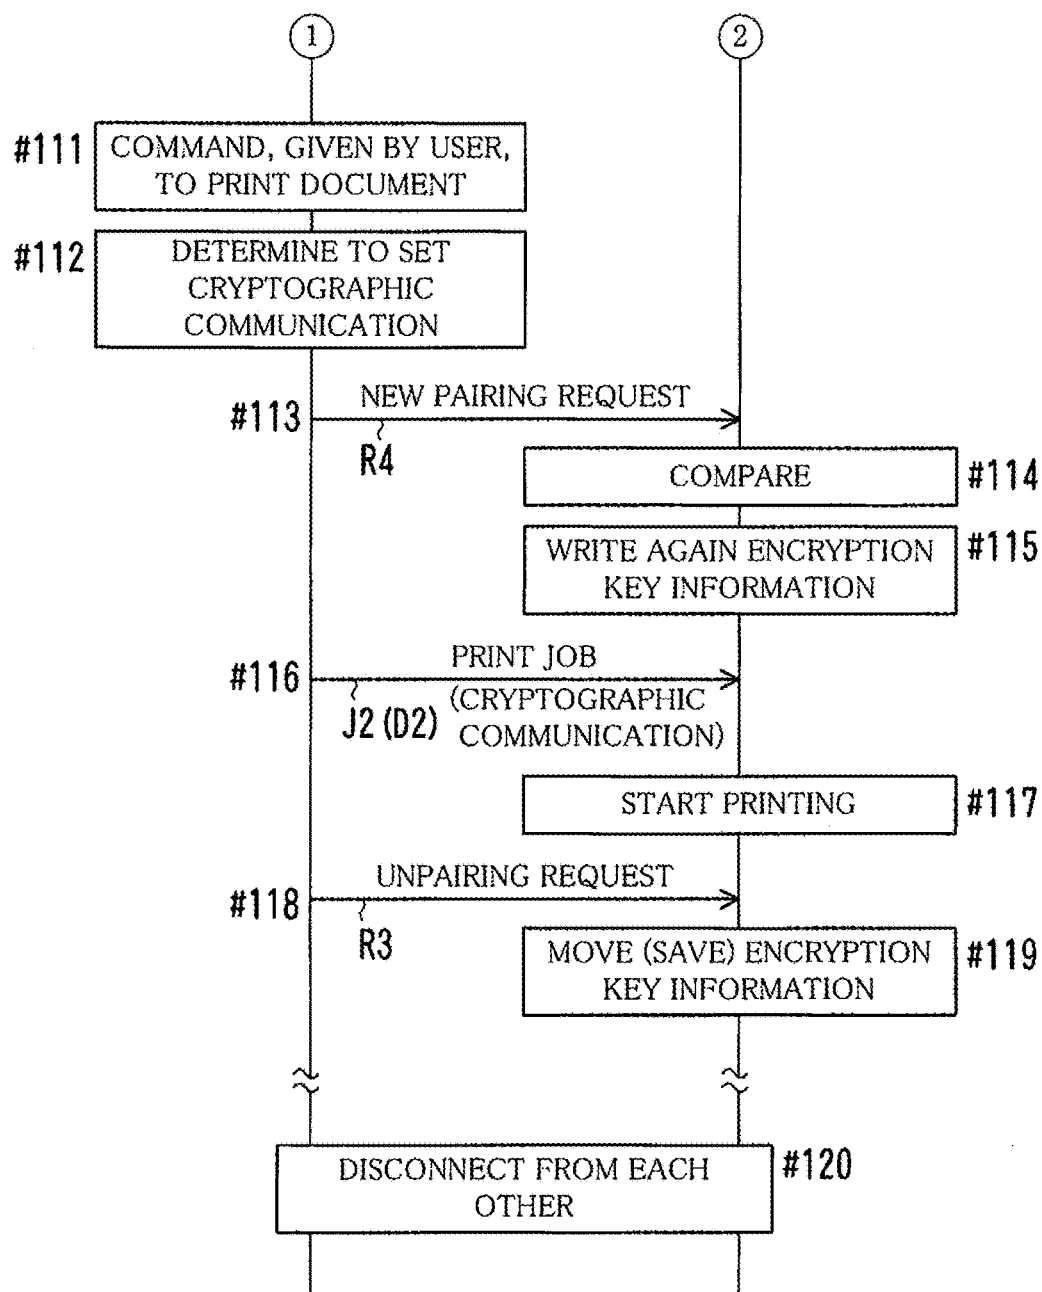 1
2
#111
COMMAND, GIVEN BY USER,
TO PRINT DOCUMENT
#112
DETERMINE TO SET
CRYPTOGRAPHIC
COMMUNICATION
NEW PAIRING REQUEST
#113
R4
COMPARE
#114
WRITE AGAIN ENCRYPTION
KEY INFORMATION
#115
PRINT JOB
#116
(CRYPTOGRAPHIC
COMMUNICATION)
J2 (D2)
START PRINTING
#117
UNPAIRING REQUEST
#118
R3
MOVE (SAVE) ENCRYPTION
KEY INFORMATION
#119
DISCONNECT FROM EACH
OTHER
#120